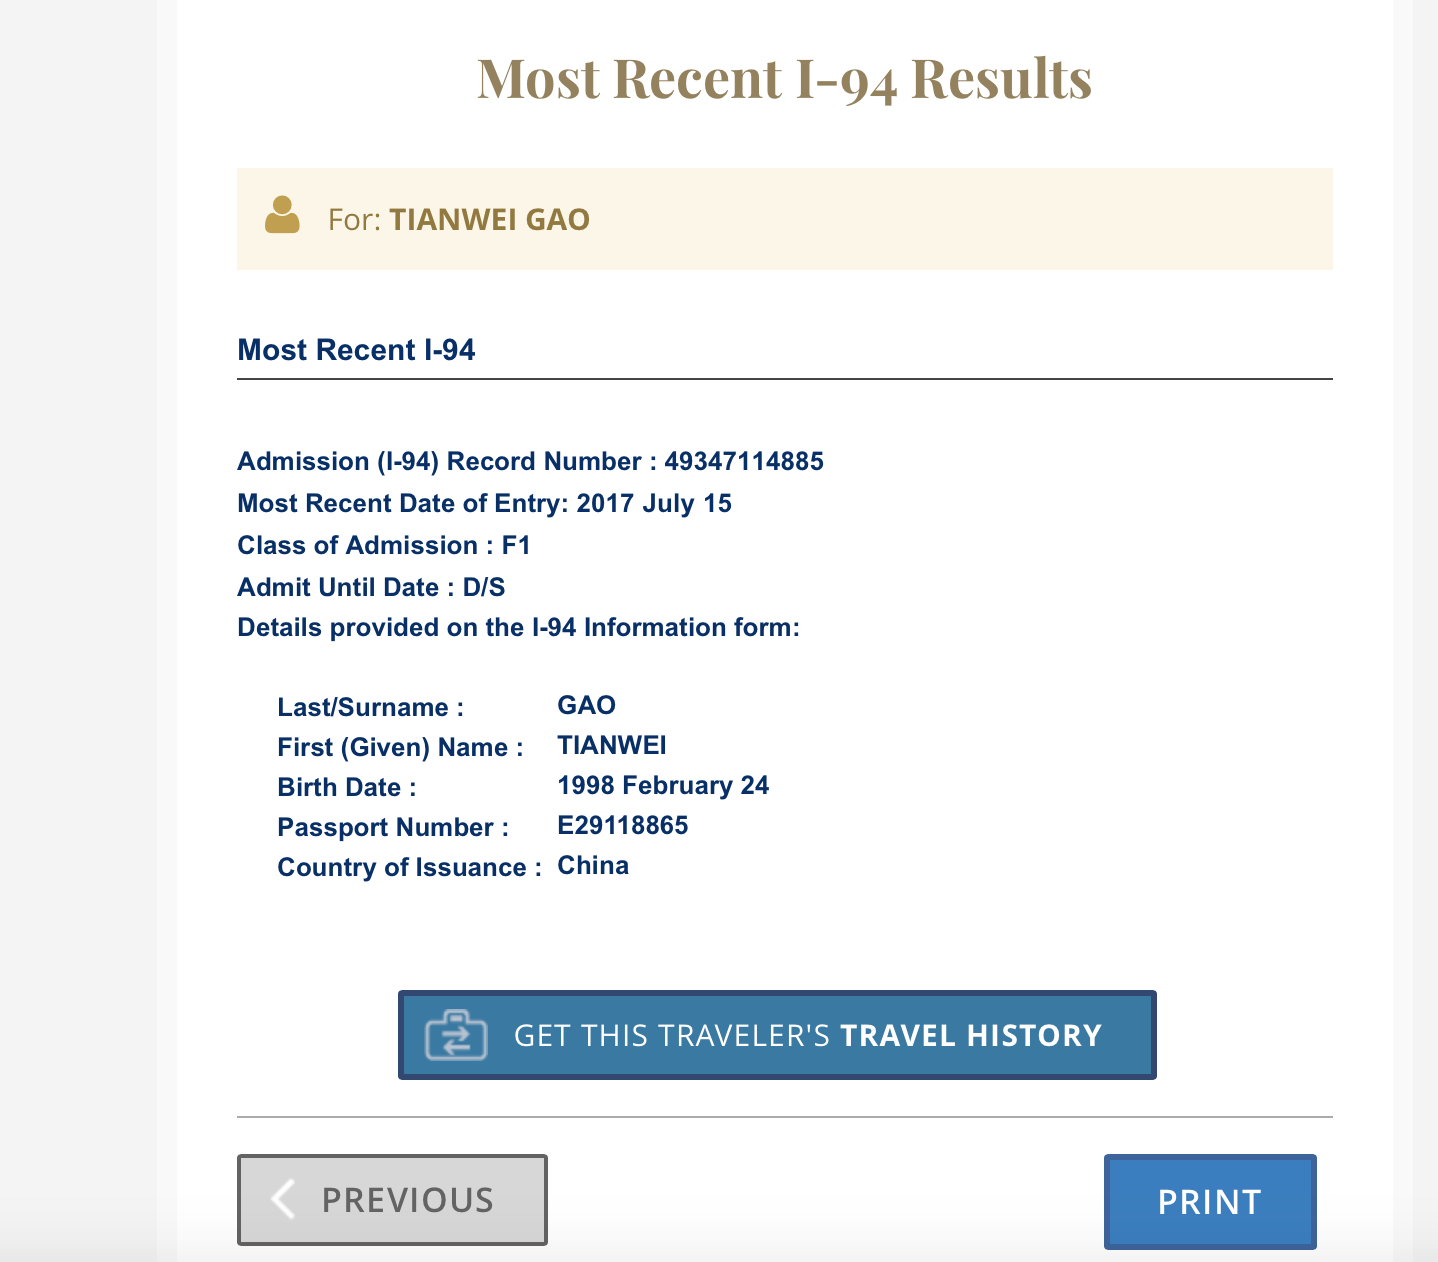 Most Recent I-94 Results
For: TIANWEI GAO
Most Recent I-94
Admission (I-94) Record Number : 49347114885
Most Recent Date of Entry: 2017 July 15
Class of Admission : F1
Admit Until Date : D/S
Details provided on the I-94 Information form:
Last/Surname : GAO
First (Given) Name : TIANWEI
Birth Date : 1998 February 24
Passport Number : E29118865
Country of Issuance : China
GET THIS TRAVELER'S TRAVEL HISTORY
PREVIOUS PRINT